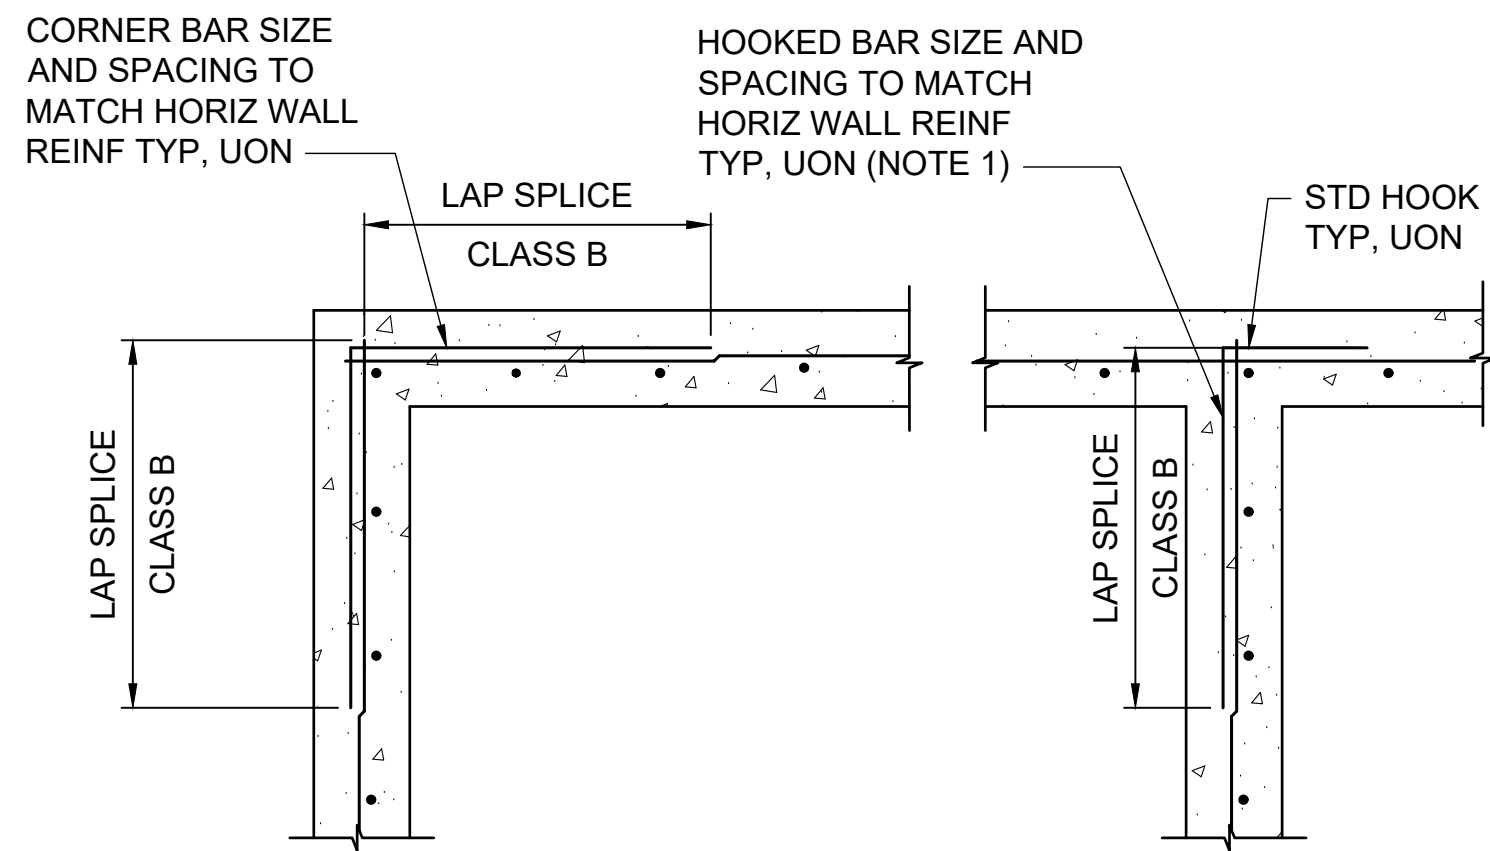 CORNER BAR SIZE
AND SPACING TO
MATCH HORIZ WALL
REINF TYP, UON
HOOKED BAR SIZE AND
SPACING TO MATCH
HORIZ WALL REINF
TYP, UON (NOTE 1)
STD HOOK
TYP, UON
LAP SPLICE
CLASS B
LAP SPLICE
CLASS B
LAP SPLICE
CLASS B